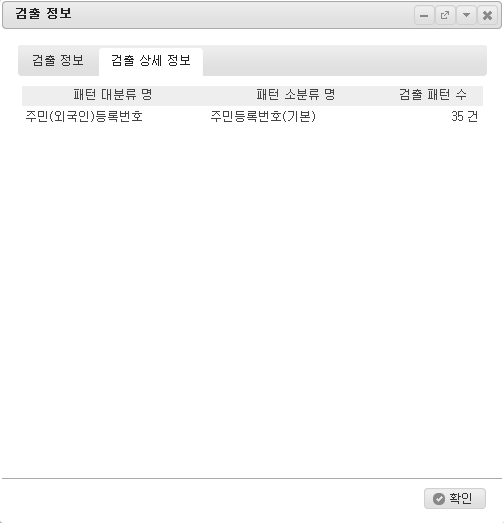 검출 정보
검출 정보 검출 상세 정보
패턴 대분류 명 패턴 소분류 명 검출 패턴 수
주민(외국인)등록번호 주민등록번호(기본) 35 건
확인